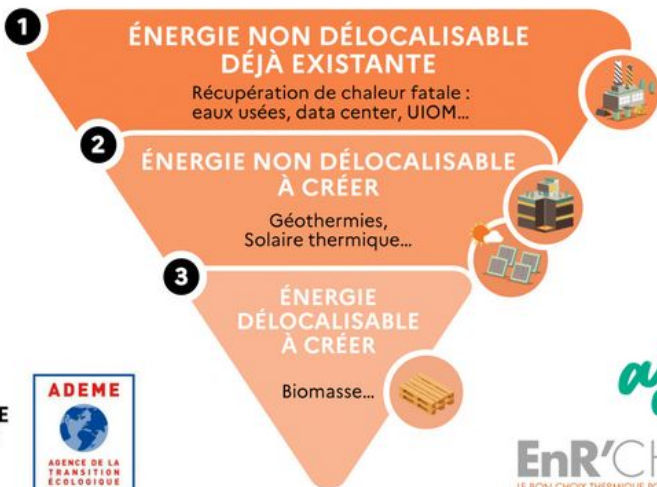 1
ÉNERGIE NON DÉLOCALISABLE
DÉJÀ EXISTANTE
Récupération de chaleur fatale :
eaux usées, data center, UIOM...
2
ÉNERGIE NON DÉLOCALISABLE
À CRÉER
Géothermies,
Solaire thermique...
3
ÉNERGIE
DÉLOCALISABLE
À CRÉER
Biomasse...
ADEME
AGENCE DE LA
TRANSITION
ÉCOLOGIQUE
EnR'CH